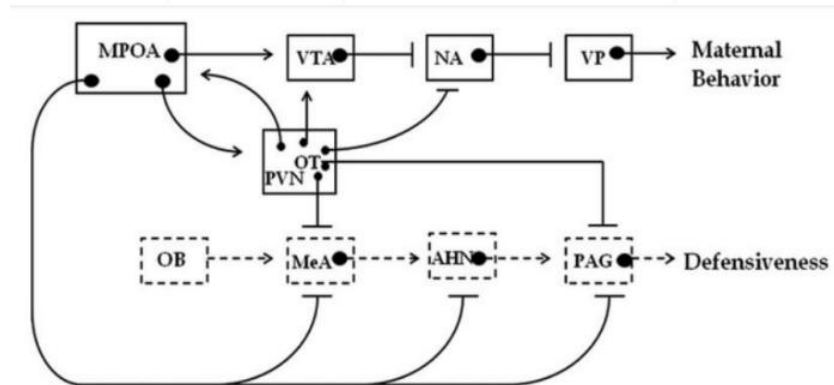 MPOA
VTA
NA
VP
Maternal
Behavior
OT
PVN
OB
MeA
AHN
PAG
Defensiveness